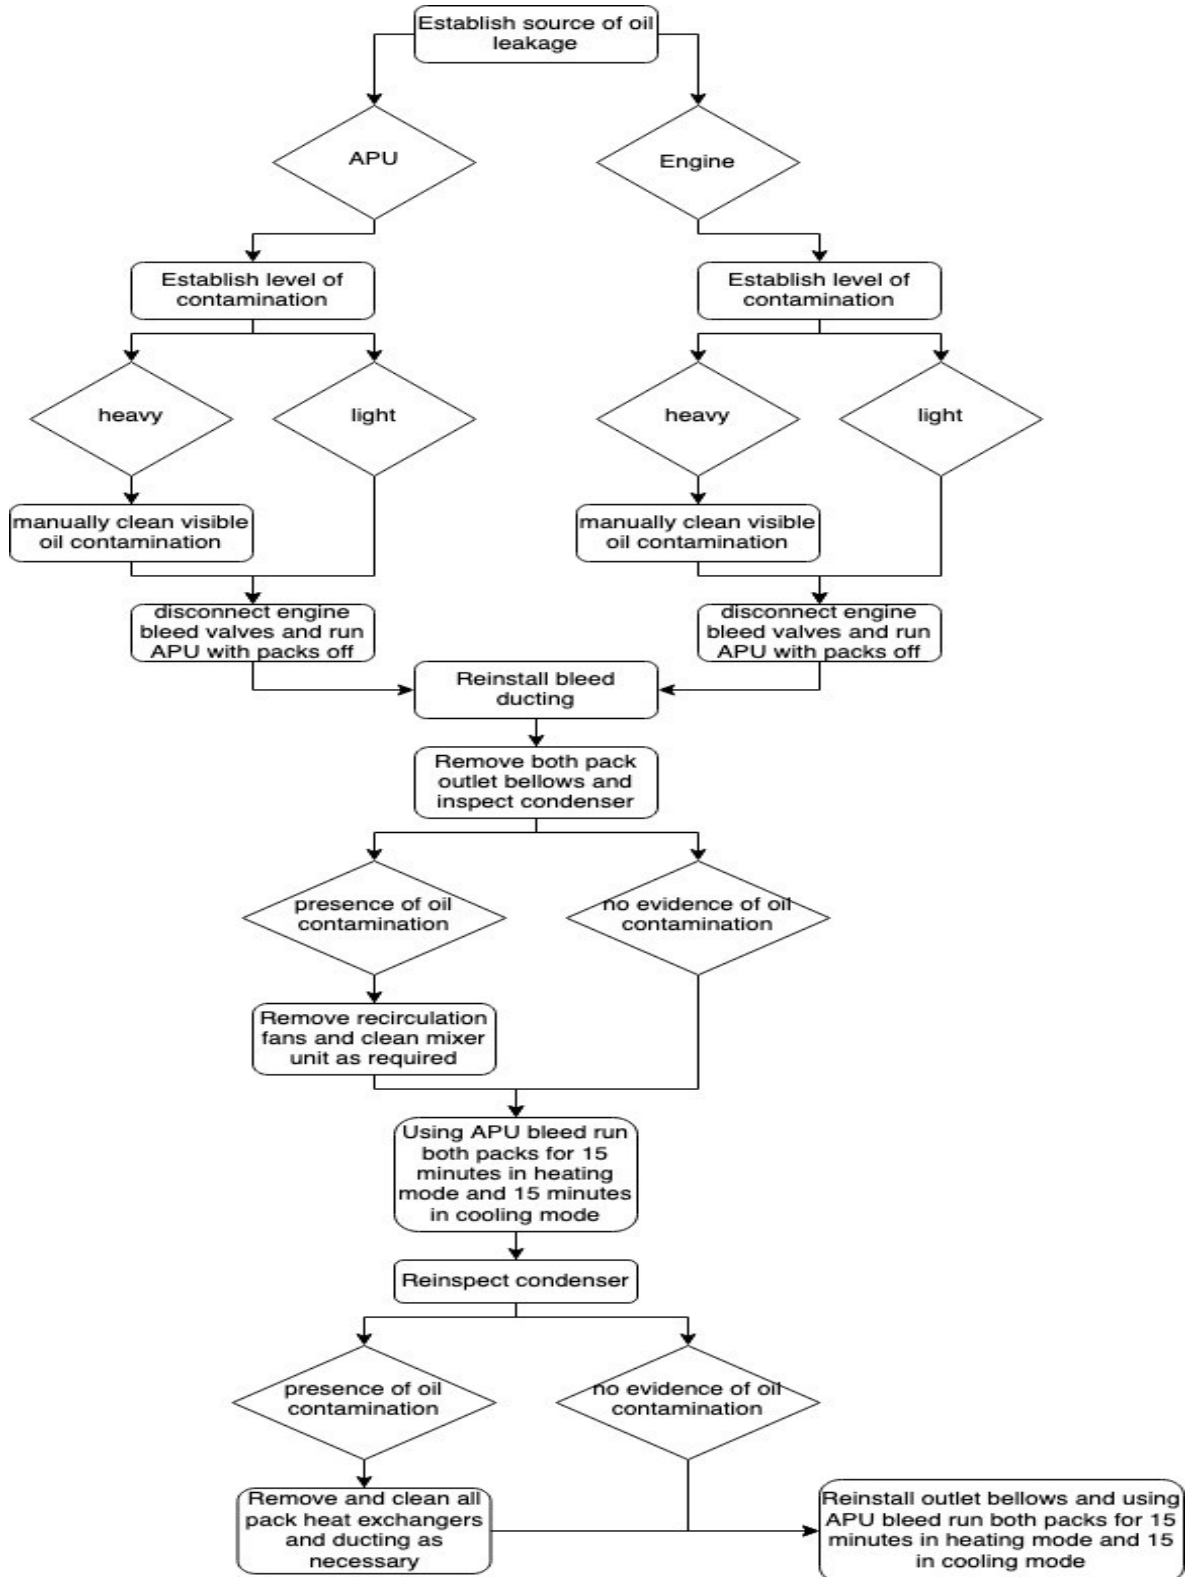 Establish source of oil
leakage
APU
Engine
Establish level of
contamination
Establish level of
contamination
heavy
light
heavy
light
manually clean visible
oil contamination
manually clean visible
oil contamination
disconnect engine
bleed valves and run
APU with packs off
disconnect engine
bleed valves and run
APU with packs off
Reinstall bleed
ducting
Remove both pack
outlet bellows and
inspect condenser
presence of oil
contamination
no evidence of oil
contamination
Remove recirculation
fans and clean mixer
unit as required
Using APU bleed run
both packs for 15
minutes in heating
mode and 15 minutes
in cooling mode
Reinspect condenser
presence of oil
contamination
no evidence of oil
contamination
Remove and clean all
pack heat exchangers
and ducting as
necessary
Reinstall outlet bellows and using
APU bleed run both packs for 15
minutes in heating mode and 15
in cooling mode